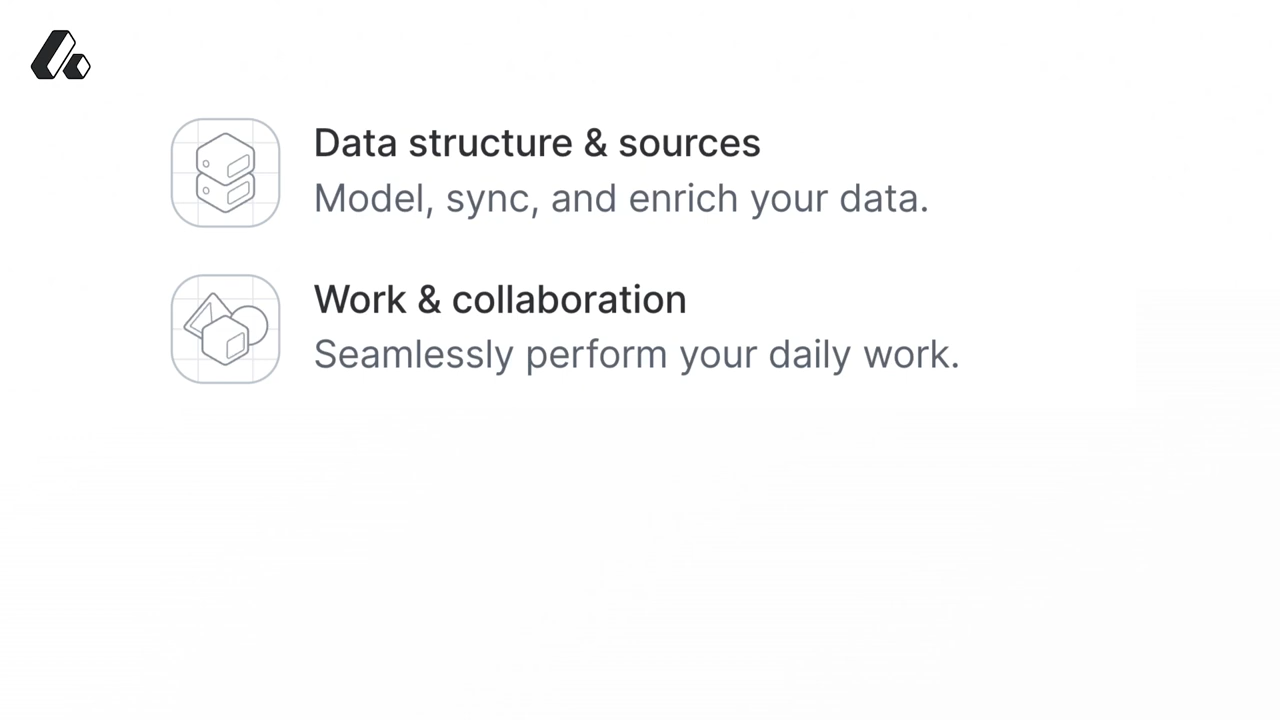 Data structure & sources
Model, sync, and enrich your data.
Work & collaboration
Seamlessly perform your daily work.